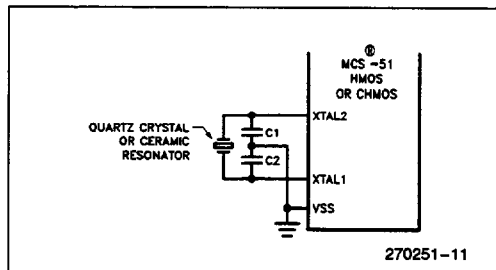 ®
MCS -51
HMOS
OR CHMOS
XTAL2
QUARTZ CRYSTAL
OR CERAMIC
RESONATOR
C1
C2
XTAL1
VSS
270251-11